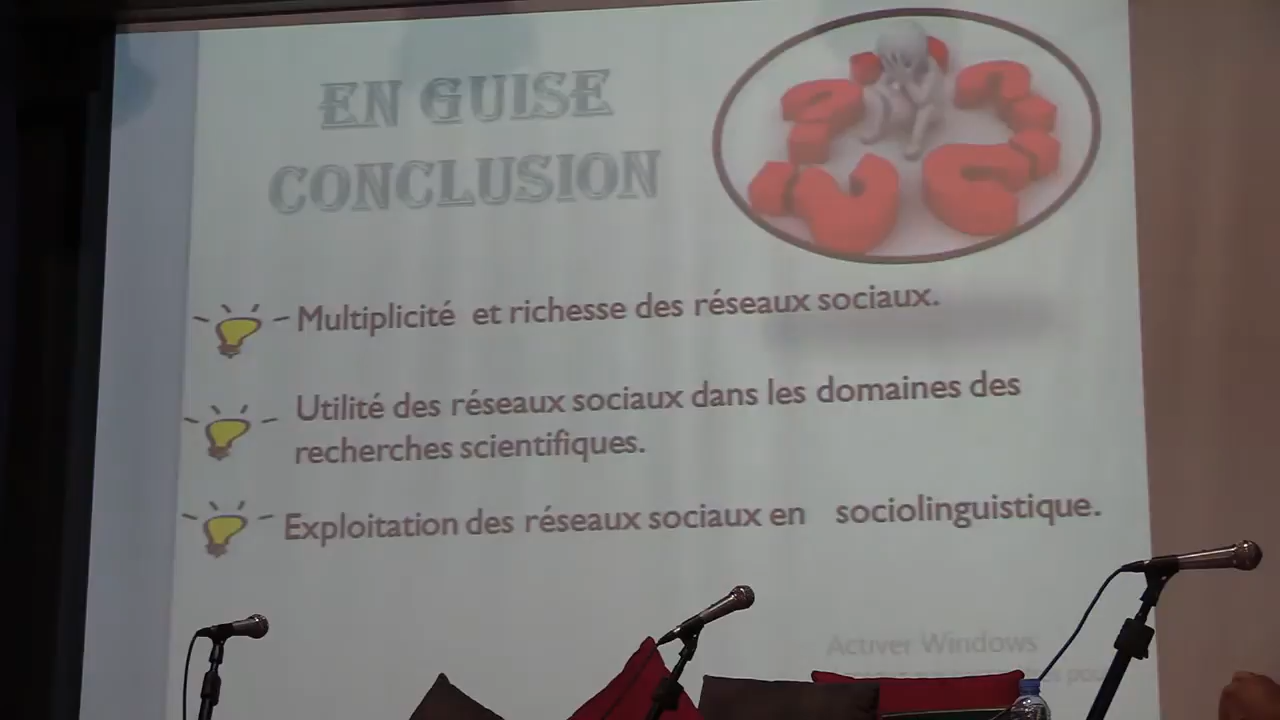 EN GUISE
CONCLUSION
Multiplicité et richesse des réseaux sociaux.
Utilité des réseaux sociaux dans les domaines des
recherches scientifiques.
Exploitation des réseaux sociaux en sociolinguistique.
Activer Windows